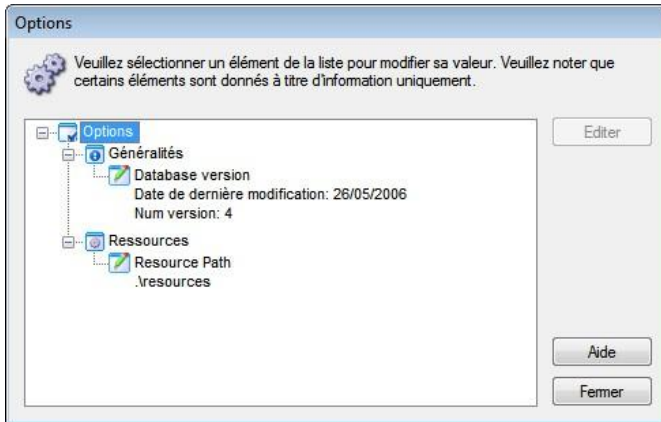 Options
Veuillez sélectionner un élément de la liste pour modifier sa valeur. Veuillez noter que
certains éléments sont donnés à titre d'information uniquement.
Options
Editer
Généralités
Database version
Date de dernière modification: 26/05/2006
Num version: 4
Ressources
Resource Path
.\resources
Aide
Fermer